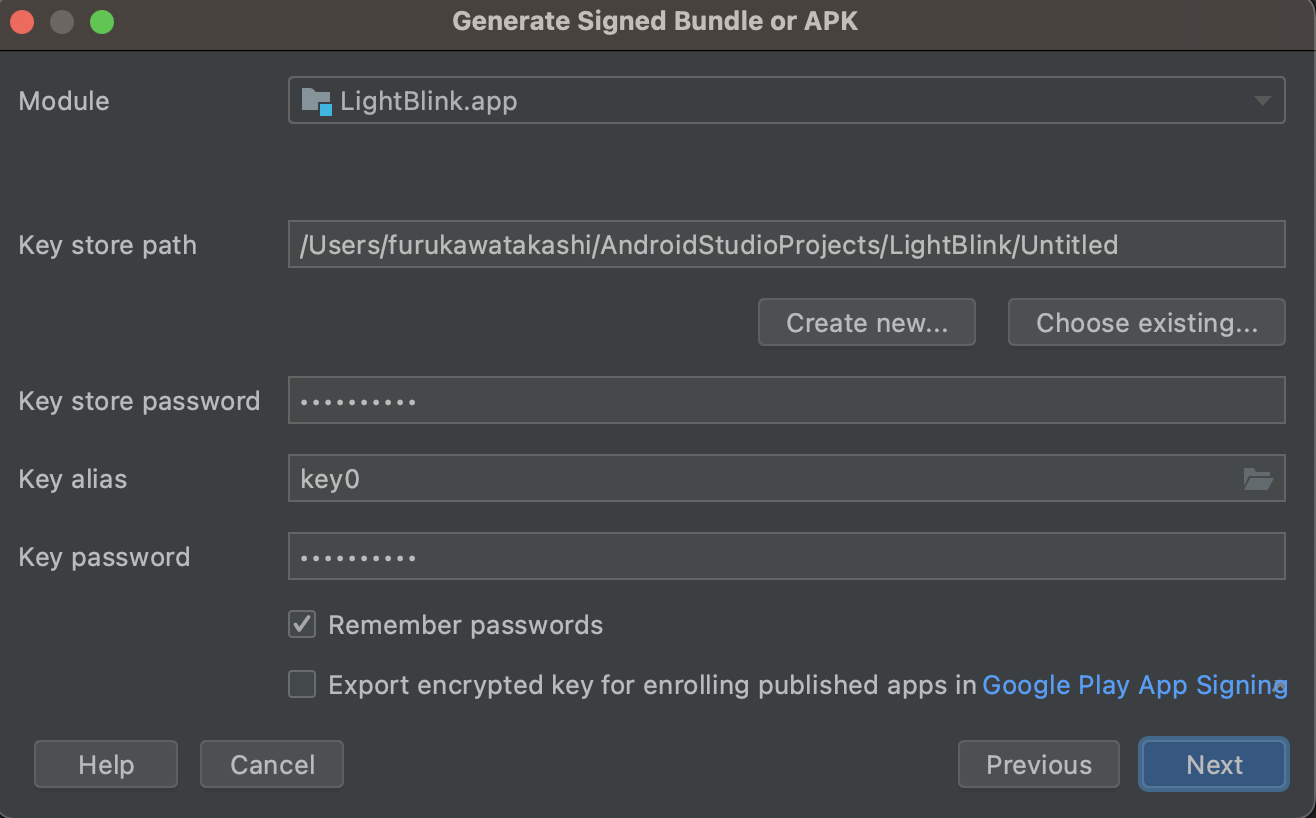 Generate Signed Bundle or APK
Module LightBlink.app
Key store path /Users/furukawatakashi/AndroidStudioProjects/LightBlink/Untitled
Create new... Choose existing...
Key store password ••••••••••
Key alias key0
Key password ••••••••••
Remember passwords
Export encrypted key for enrolling published apps in Google Play App Signing
Help Cancel Previous Next